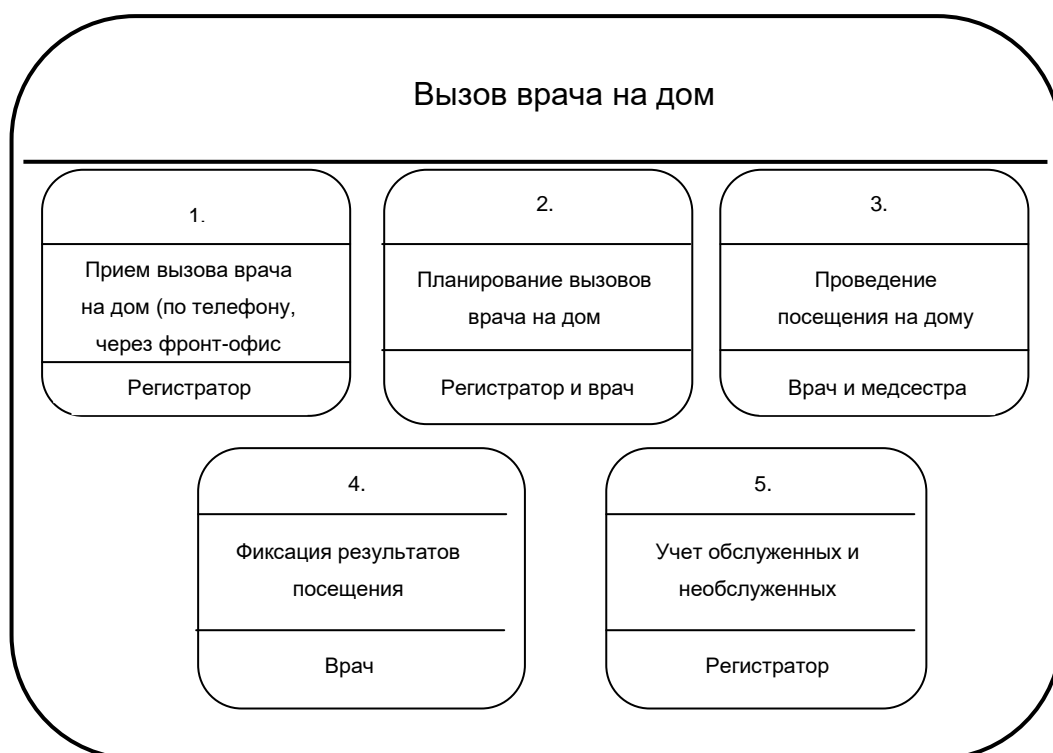 Вызов врача на дом
1.
Прием вызова врача
на дом (по телефону,
через фронт-офис
Регистратор
2.
Планирование вызовов
врача на дом
Регистратор и врач
3.
Проведение
посещения на дому
Врач и медсестра
4.
Фиксация результатов
посещения
Врач
5.
Учет обслуженных и
необслуженных
Регистратор